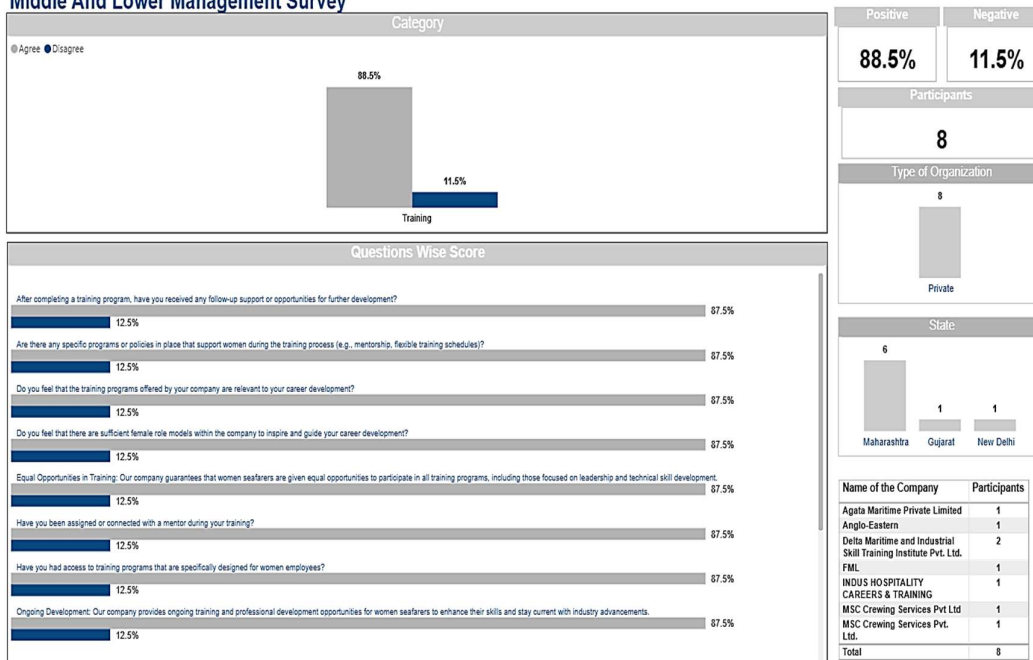 Middle And Lower Management Survey
Category
Agree Disagree
88.5%
11.5%
Training
Questions Wise Score
After completing a training program, have you received any follow-up support or opportunities for further development?
87.5%
12.5%
Are there any specific programs or policies in place that support women during the training process (e.g., mentorship, flexible training schedules)?
87.5%
12.5%
Do you feel that the training programs offered by your company are relevant to your career development?
87.5%
12.5%
Do you feel that there are sufficient female role models within the company to inspire and guide your career development?
87.5%
12.5%
Equal Opportunities in Training: Our company guarantees that women seafarers are given equal opportunities to participate in all training programs, including those focused on leadership and technical skill development.
87.5%
12.5%
Have you been assigned or connected with a mentor during your training?
87.5%
12.5%
Have you had access to training programs that are specifically designed for women employees?
87.5%
12.5%
Ongoing Development: Our company provides ongoing training and professional development opportunities for women seafarers to enhance their skills and stay current with industry advancements.
87.5%
12.5%
Positive Negative
88.5% 11.5%
Participants
8
Type of Organization
8
Private
State
6
1 1
Maharashtra Gujarat New Delhi
Name of the Company Participants
Agata Maritime Private Limited 1
Anglo-Eastern 1
Delta Maritime and Industrial 2
Skill Training Institute Pvt. Ltd.
FML 1
INDUS HOSPITALITY 1
CAREERS & TRAINING
MSC Crewing Services Pvt Ltd 1
MSC Crewing Services Pvt. 1
Ltd.
Total 8